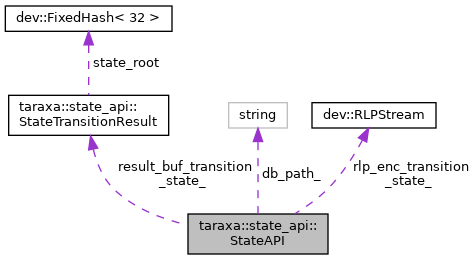 dev::FixedHash< 32 >
state_root
taraxa::state_api::
StateTransitionResult
string
dev::RLPStream
result_buf_transition
_state_
db_path_
rlp_enc_transition
_state_
taraxa::state_api::
StateAPI